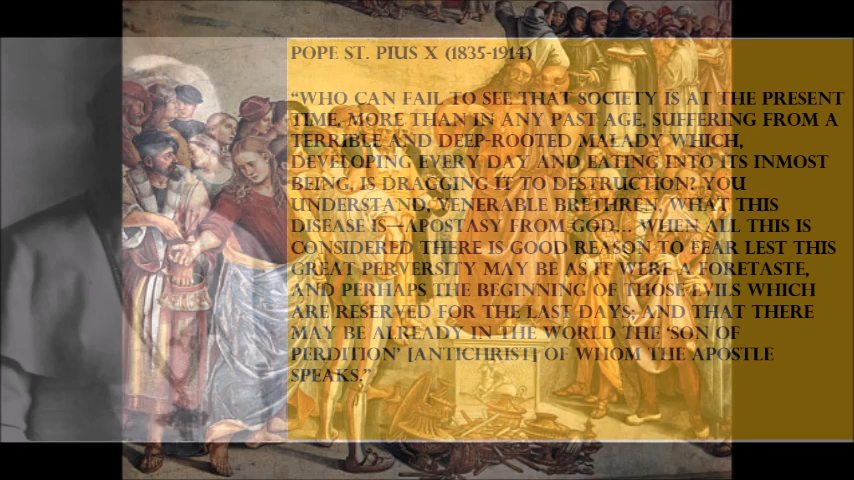 POPE ST. PIUS X (1835-1914)
“WHO CAN FAIL TO SEE THAT SOCIETY IS AT THE PRESENT
TIME, MORE THAN IN ANY PAST AGE, SUFFERING FROM A
TERRIBLE AND DEEP-ROOTED MALADY WHICH,
DEVELOPING EVERY DAY AND EATING INTO ITS INMOST
BEING, IS DRAGGING IT TO DESTRUCTION? YOU
UNDERSTAND, VENERABLE BRETHREN, WHAT THIS
DISEASE IS—APOSTASY FROM GOD… WHEN ALL THIS IS
CONSIDERED THERE IS GOOD REASON TO FEAR LEST THIS
GREAT PERVERSITY MAY BE AS IT WERE A FORETASTE,
AND PERHAPS THE BEGINNING OF THOSE EVILS WHICH
ARE RESERVED FOR THE LAST DAYS; AND THAT THERE
MAY BE ALREADY IN THE WORLD THE ‘SON OF
PERDITION’ [ANTICHRIST] OF WHOM THE APOSTLE
SPEAKS.”